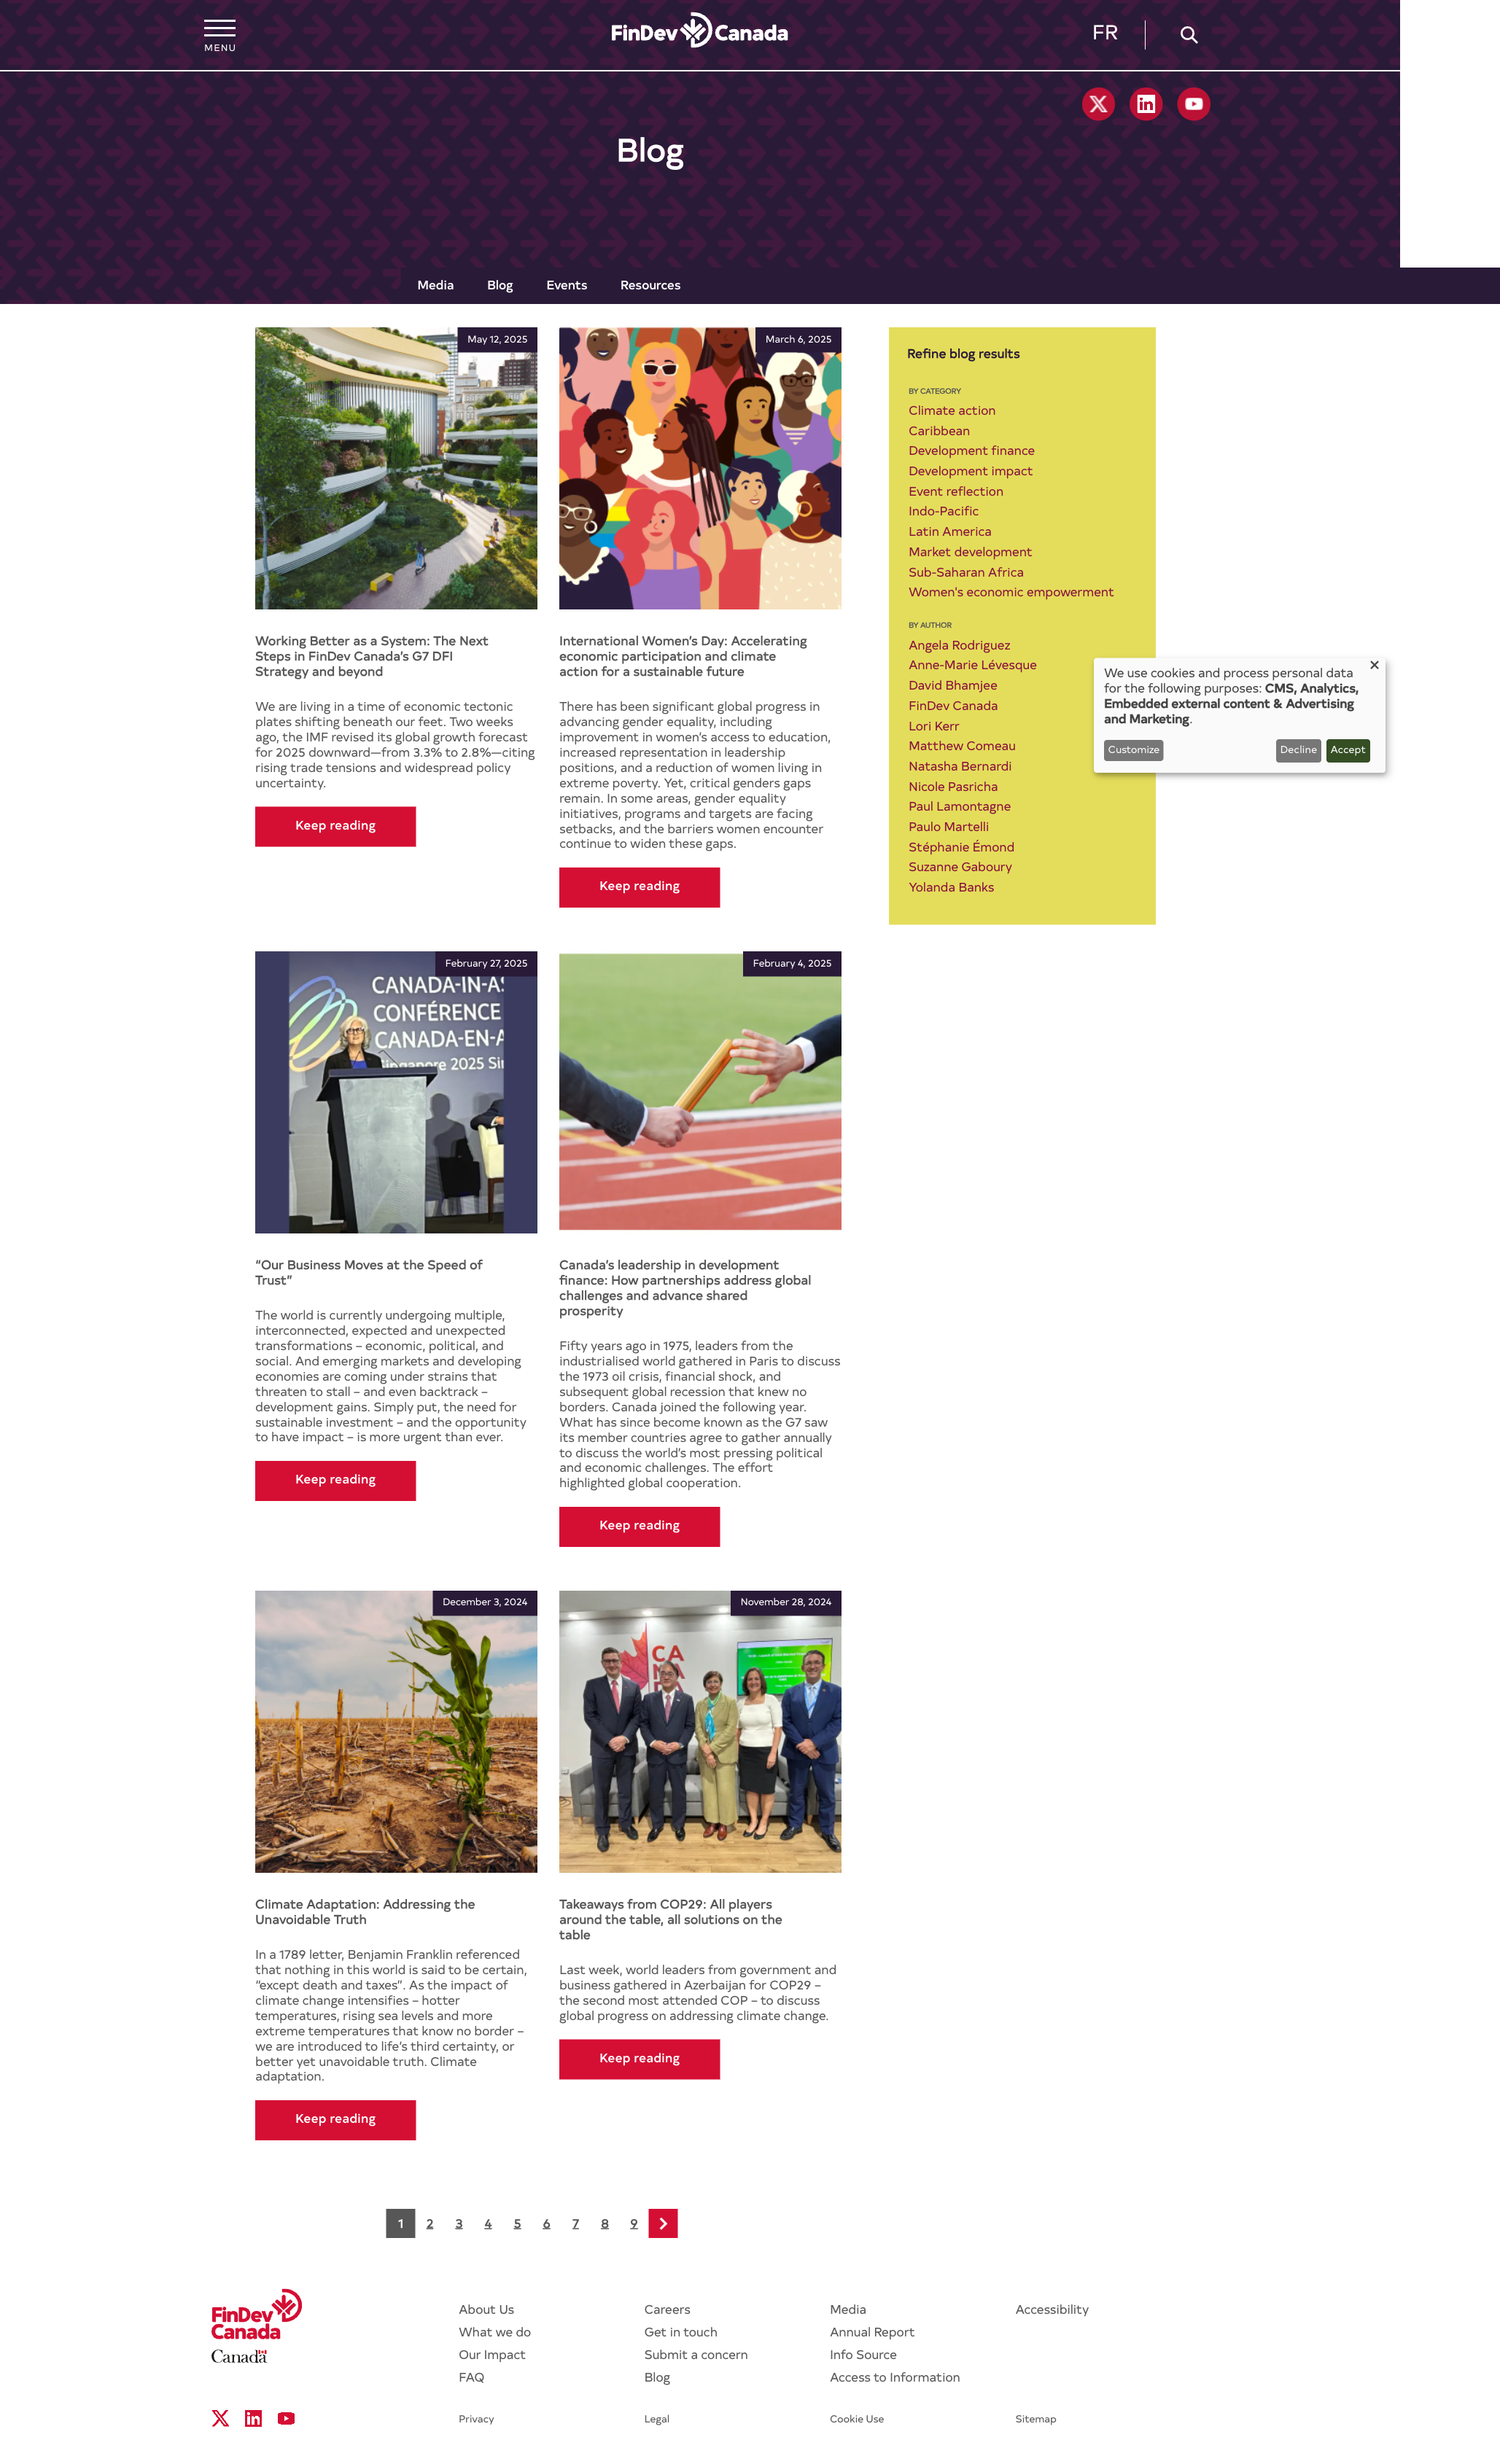 MENU
FinDev Canada
FR
Blog
Media
Blog
Events
Resources
May 12, 2025
Working Better as a System: The Next
Steps in FinDev Canada’s G7 DFI
Strategy and beyond
We are living in a time of economic tectonic
plates shifting beneath our feet. Two weeks
ago, the IMF revised its global growth forecast
for 2025 downward—from 3.3% to 2.8%—citing
rising trade tensions and widespread policy
uncertainty.
Keep reading
March 6, 2025
International Women’s Day: Accelerating
economic participation and climate
action for a sustainable future
There has been significant global progress in
advancing gender equality, including
improvement in women’s access to education,
increased representation in leadership
positions, and a reduction of women living in
extreme poverty. Yet, critical genders gaps
remain. In some areas, gender equality
initiatives, programs and targets are facing
setbacks, and the barriers women encounter
continue to widen these gaps.
Keep reading
Refine blog results
BY CATEGORY
Climate action
Caribbean
Development finance
Development impact
Event reflection
Indo-Pacific
Latin America
Market development
Sub-Saharan Africa
Women's economic empowerment
BY AUTHOR
Angela Rodriguez
Anne-Marie Lévesque
David Bhamjee
FinDev Canada
Lori Kerr
Matthew Comeau
Natasha Bernardi
Nicole Pasricha
Paul Lamontagne
Paulo Martelli
Stéphanie Émond
Suzanne Gaboury
Yolanda Banks
We use cookies and process personal data
for the following purposes: CMS, Analytics,
Embedded external content & Advertising
and Marketing.
Customize
Decline
Accept
February 27, 2025
CANADA-IN-AS
CONFÉRENCE
CANADA-EN-A
Singapore 2025 Sin
“Our Business Moves at the Speed of
Trust”
The world is currently undergoing multiple,
interconnected, expected and unexpected
transformations – economic, political, and
social. And emerging markets and developing
economies are coming under strains that
threaten to stall – and even backtrack –
development gains. Simply put, the need for
sustainable investment – and the opportunity
to have impact – is more urgent than ever.
Keep reading
February 4, 2025
Canada’s leadership in development
finance: How partnerships address global
challenges and advance shared
prosperity
Fifty years ago in 1975, leaders from the
industrialised world gathered in Paris to discuss
the 1973 oil crisis, financial shock, and
subsequent global recession that knew no
borders. Canada joined the following year.
What has since become known as the G7 saw
its member countries agree to gather annually
to discuss the world’s most pressing political
and economic challenges. The effort
highlighted global cooperation.
Keep reading
December 3, 2024
Climate Adaptation: Addressing the
Unavoidable Truth
In a 1789 letter, Benjamin Franklin referenced
that nothing in this world is said to be certain,
“except death and taxes”. As the impact of
climate change intensifies – hotter
temperatures, rising sea levels and more
extreme temperatures that know no border –
we are introduced to life’s third certainty, or
better yet unavoidable truth. Climate
adaptation.
Keep reading
November 28, 2024
CA
Takeaways from COP29: All players
around the table, all solutions on the
table
Last week, world leaders from government and
business gathered in Azerbaijan for COP29 –
the second most attended COP – to discuss
global progress on addressing climate change.
Keep reading
1 2 3 4 5 6 7 8 9
FinDev
Canada
Canada
About Us
What we do
Our Impact
FAQ
Careers
Get in touch
Submit a concern
Blog
Media
Annual Report
Info Source
Access to Information
Accessibility
Privacy
Legal
Cookie Use
Sitemap